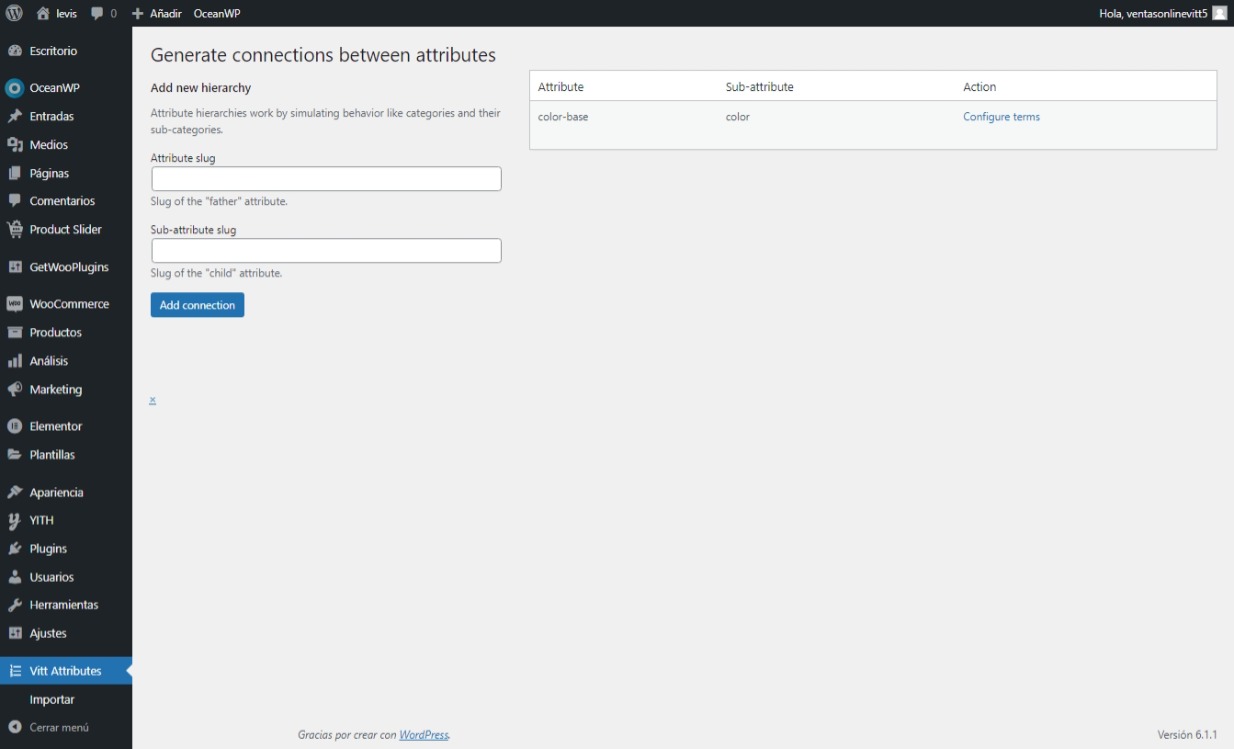 levis 0 Añadir OceanWP Hola, ventasonlinevitt5
Escritorio
OceanWP
Entradas
Medios
Páginas
Comentarios
Product Slider
GetWooPlugins
WooCommerce
Productos
Análisis
Marketing
Elementor
Plantillas
Apariencia
YITH
Plugins
Usuarios
Herramientas
Ajustes
Vitt Attributes
Importar
Cerrar menú
Generate connections between attributes
Add new hierarchy
Attribute hierarchies work by simulating behavior like categories and their
sub-categories.
Attribute slug
Slug of the "father" attribute.
Sub-attribute slug
Slug of the "child" attribute.
Add connection
×
Attribute Sub-attribute Action
color-base color Configure terms
Gracias por crear con WordPress. Versión 6.1.1